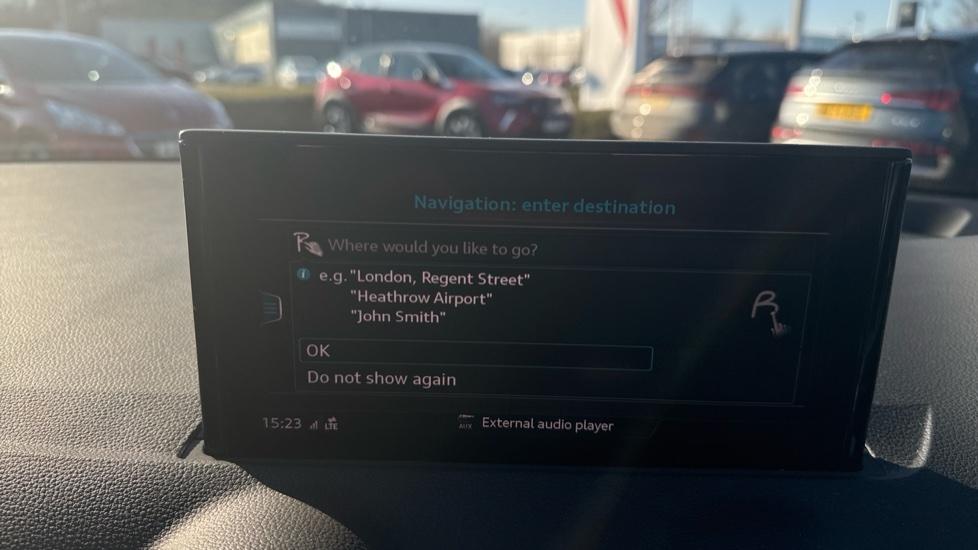 Navigation: enter destination
Where would you like to go?
e.g. "London, Regent Street"
"Heathrow Airport"
"John Smith"
OK
Do not show again
15:23 LTE AUX External audio player